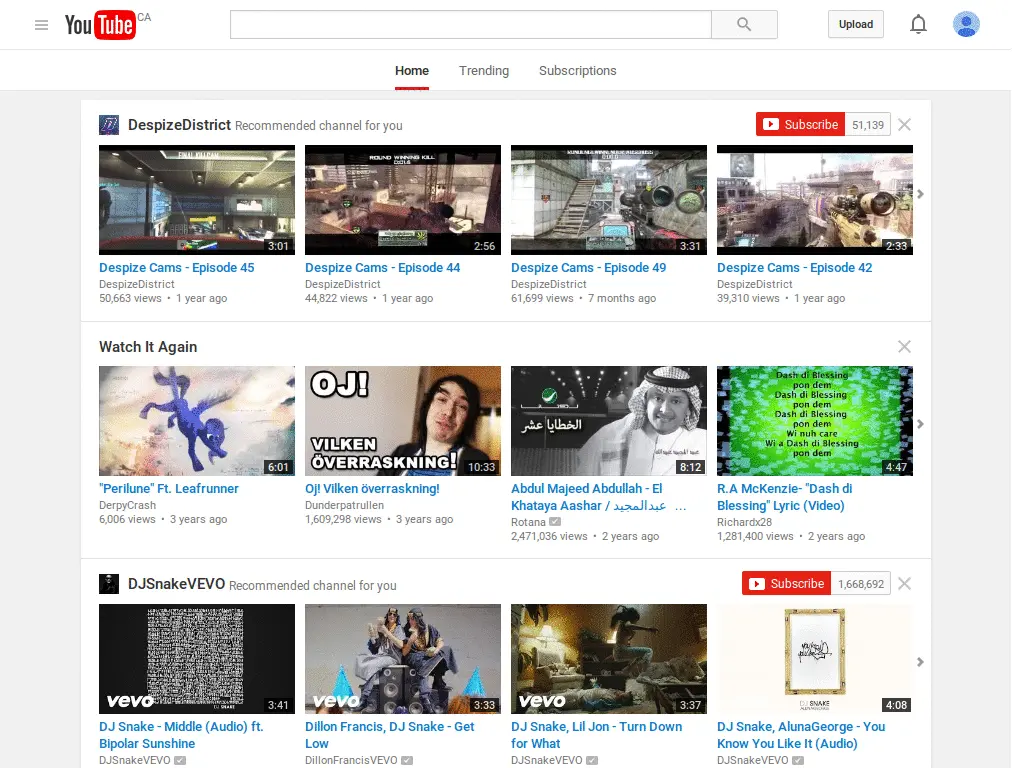 YouTube CA
Upload
Home Trending Subscriptions
DespizeDistrict Recommended channel for you
Subscribe 51,139
FINAL KILLCAM
3:01
ROUND WINNING KILL
2:56
3:31
2:33
Despize Cams - Episode 45
DespizeDistrict
50,663 views • 1 year ago
Despize Cams - Episode 44
DespizeDistrict
44,822 views • 1 year ago
Despize Cams - Episode 49
DespizeDistrict
61,699 views • 7 months ago
Despize Cams - Episode 42
DespizeDistrict
39,310 views • 1 year ago
Watch It Again
6:01
OJ!
VILKEN
ÖVERRASKNING!
10:33
الخطايا عشر
8:12
Dash di Blessing
pon dem
Dash di Blessing
pon dem
Dash di Blessing
pon dem
Wi nuh care
Wi a Dash di Blessing
pon dem
4:47
"Perilune" Ft. Leafrunner
DerpyCrash
6,006 views • 3 years ago
Oj! Vilken överraskning!
Dunderpatrullen
1,609,298 views • 3 years ago
Abdul Majeed Abdullah - El
Khataya Aashar / عبدالمجيد ...
Rotana
2,471,036 views • 2 years ago
R.A McKenzie- "Dash di
Blessing" Lyric (Video)
Richardx28
1,281,400 views • 2 years ago
DJSnakeVEVO Recommended channel for you
Subscribe 1,668,692
vevo
DJ SNAKE
3:41
vevo
3:33
vevo
3:37
DJ SNAKE
ALUNAGEORGE
4:08
DJ Snake - Middle (Audio) ft.
Bipolar Sunshine
DJSnakeVEVO
Dillon Francis, DJ Snake - Get
Low
DillonFrancisVEVO
DJ Snake, Lil Jon - Turn Down
for What
DJSnakeVEVO
DJ Snake, AlunaGeorge - You
Know You Like It (Audio)
DJSnakeVEVO